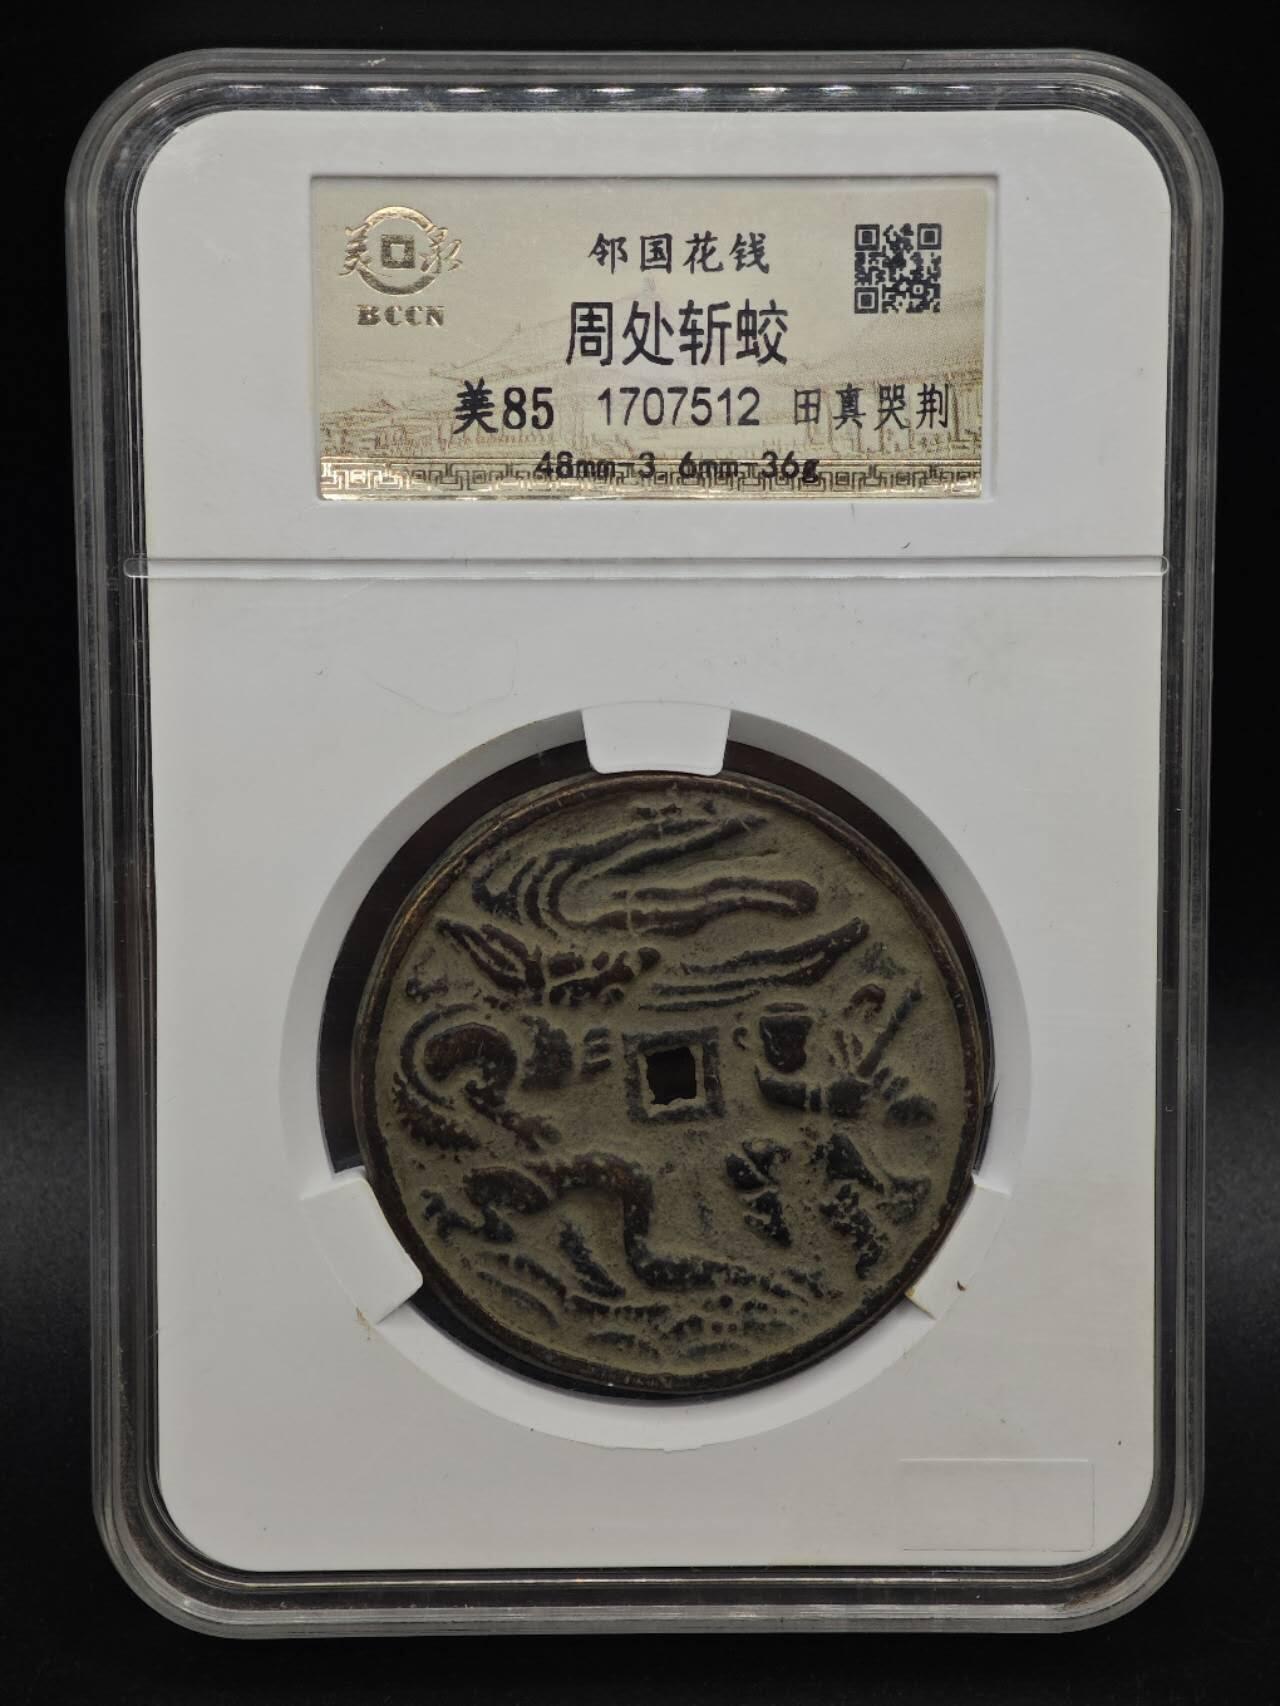 美泉
BCCN
邻国花钱
周处斩蛟
美85 1707512 田真哭荆
48mm-3.6mm-36g